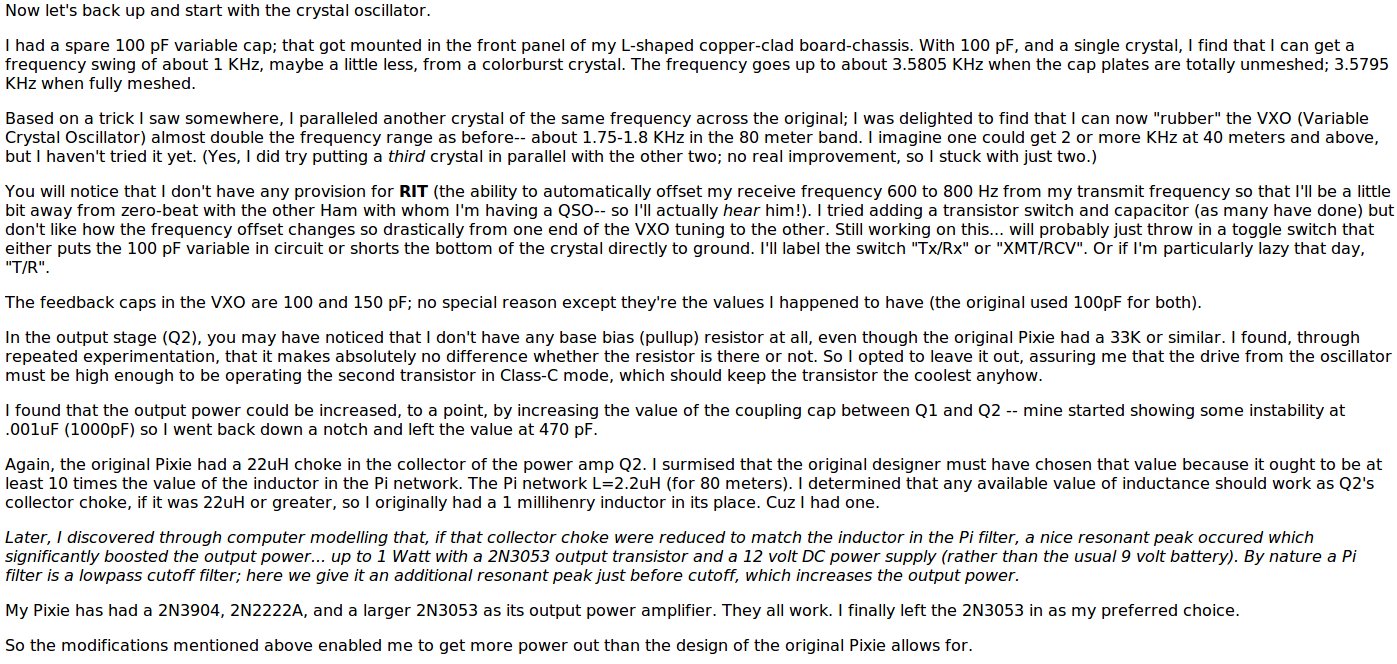 Now let's back up and start with the crystal oscillator.
I had a spare 100 pF variable cap; that got mounted in the front panel of my L-shaped copper-clad board-chassis. With 100 pF, and a single crystal, I find that I can get a
frequency swing of about 1 KHz, maybe a little less, from a colorburst crystal. The frequency goes up to about 3.5805 KHz when the cap plates are totally unmeshed; 3.5795
KHz when fully meshed.
Based on a trick I saw somewhere, I paralleled another crystal of the same frequency across the original; I was delighted to find that I can now "rubber" the VXO (Variable
Crystal Oscillator) almost double the frequency range as before-- about 1.75-1.8 KHz in the 80 meter band. I imagine one could get 2 or more KHz at 40 meters and above,
but I haven't tried it yet. (Yes, I did try putting a third crystal in parallel with the other two; no real improvement, so I stuck with just two.)
You will notice that I don't have any provision for RIT (the ability to automatically offset my receive frequency 600 to 800 Hz from my transmit frequency so that I'll be a little
bit away from zero-beat with the other Ham with whom I'm having a QSO-- so I'll actually hear him!). I tried adding a transistor switch and capacitor (as many have done) but
don't like how the frequency offset changes so drastically from one end of the VXO tuning to the other. Still working on this... will probably just throw in a toggle switch that
either puts the 100 pF variable in circuit or shorts the bottom of the crystal directly to ground. I'll label the switch "Tx/Rx" or "XMT/RCV". Or if I'm particularly lazy that day,
"T/R".
The feedback caps in the VXO are 100 and 150 pF; no special reason except they're the values I happened to have (the original used 100pF for both).
In the output stage (Q2), you may have noticed that I don't have any base bias (pullup) resistor at all, even though the original Pixie had a 33K or similar. I found, through
repeated experimentation, that it makes absolutely no difference whether the resistor is there or not. So I opted to leave it out, assuring me that the drive from the oscillator
must be high enough to be operating the second transistor in Class-C mode, which should keep the transistor the coolest anyhow.
I found that the output power could be increased, to a point, by increasing the value of the coupling cap between Q1 and Q2 -- mine started showing some instability at
.001uF (1000pF) so I went back down a notch and left the value at 470 pF.
Again, the original Pixie had a 22uH choke in the collector of the power amp Q2. I surmised that the original designer must have chosen that value because it ought to be at
least 10 times the value of the inductor in the Pi network. The Pi network L=2.2uH (for 80 meters). I determined that any available value of inductance should work as Q2's
collector choke, if it was 22uH or greater, so I originally had a 1 millihenry inductor in its place. Cuz I had one.
Later, I discovered through computer modelling that, if that collector choke were reduced to match the inductor in the Pi filter, a nice resonant peak occured which
significantly boosted the output power... up to 1 Watt with a 2N3053 output transistor and a 12 volt DC power supply (rather than the usual 9 volt battery). By nature a Pi
filter is a lowpass cutoff filter; here we give it an additional resonant peak just before cutoff, which increases the output power.
My Pixie has had a 2N3904, 2N2222A, and a larger 2N3053 as its output power amplifier. They all work. I finally left the 2N3053 in as my preferred choice.
So the modifications mentioned above enabled me to get more power out than the design of the original Pixie allows for.